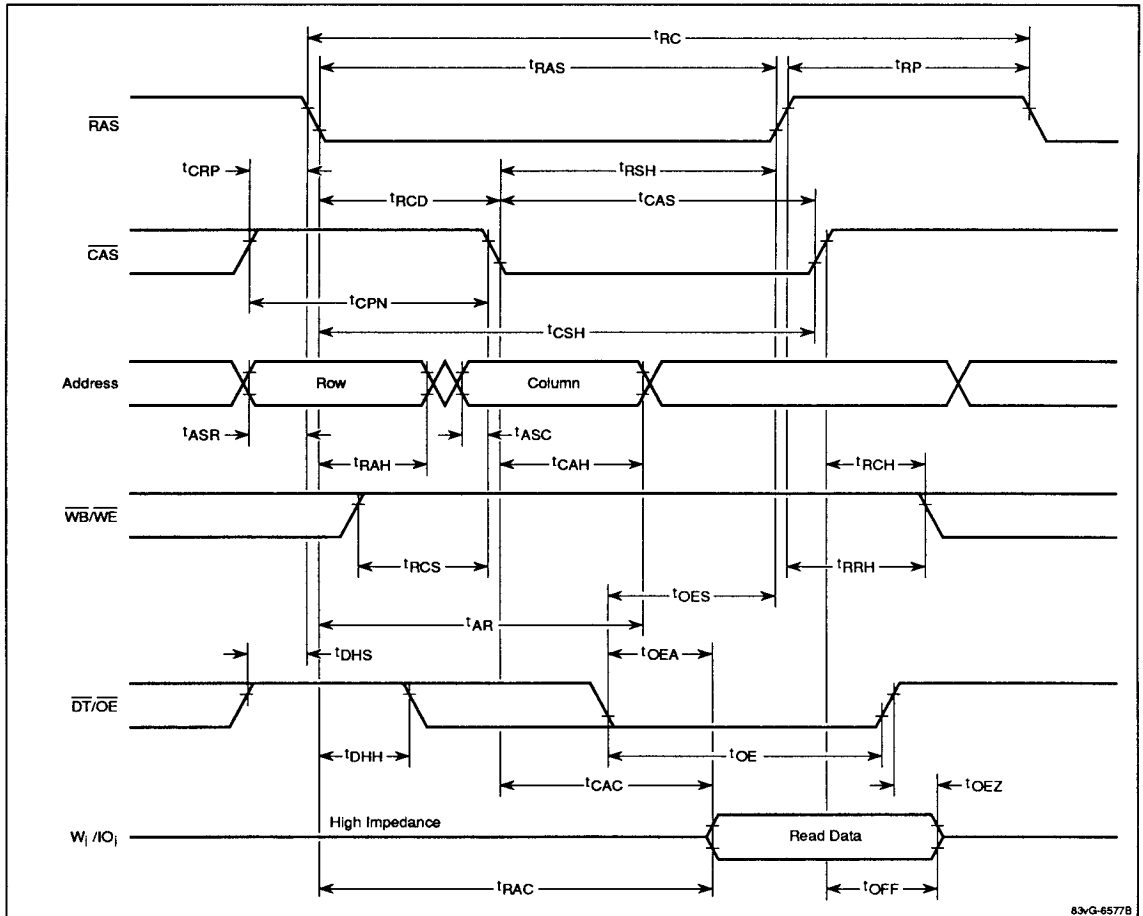 tRC
tRAS
tRP
RAS
tCRP
tRSH
tRCD
tCAS
CAS
tCPN
tCSH
Address
Row
Column
tASR
tASC
tRAH
tCAH
tRCH
WB/WE
tRCS
tRRH
tOES
tAR
tDHS
tOEA
DT/OE
tDHH
tOE
tCAC
tOEZ
High Impedance
Wi /IOi
Read Data
tRAC
tOFF
83vG-6577B